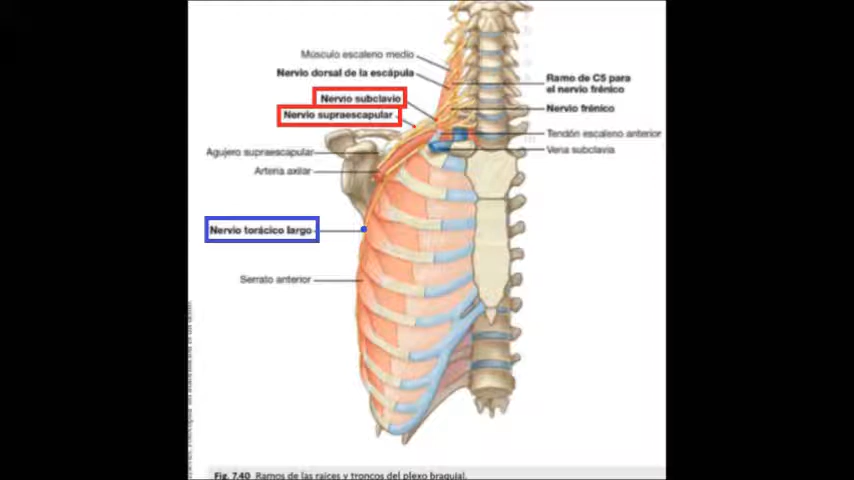 Músculo escaleno medio
Nervio dorsal de la escápula
Nervio subclavio
Nervio supraescapular
Agujero supraescapular
Arteria axilar
Nervio torácico largo
Serrato anterior
Ramo de C5 para
el nervio frénico
Nervio frénico
Tendón escaleno anterior
Vena subclavia
Fig. 7.40 Ramos de las raíces y troncos del plexo braquial.